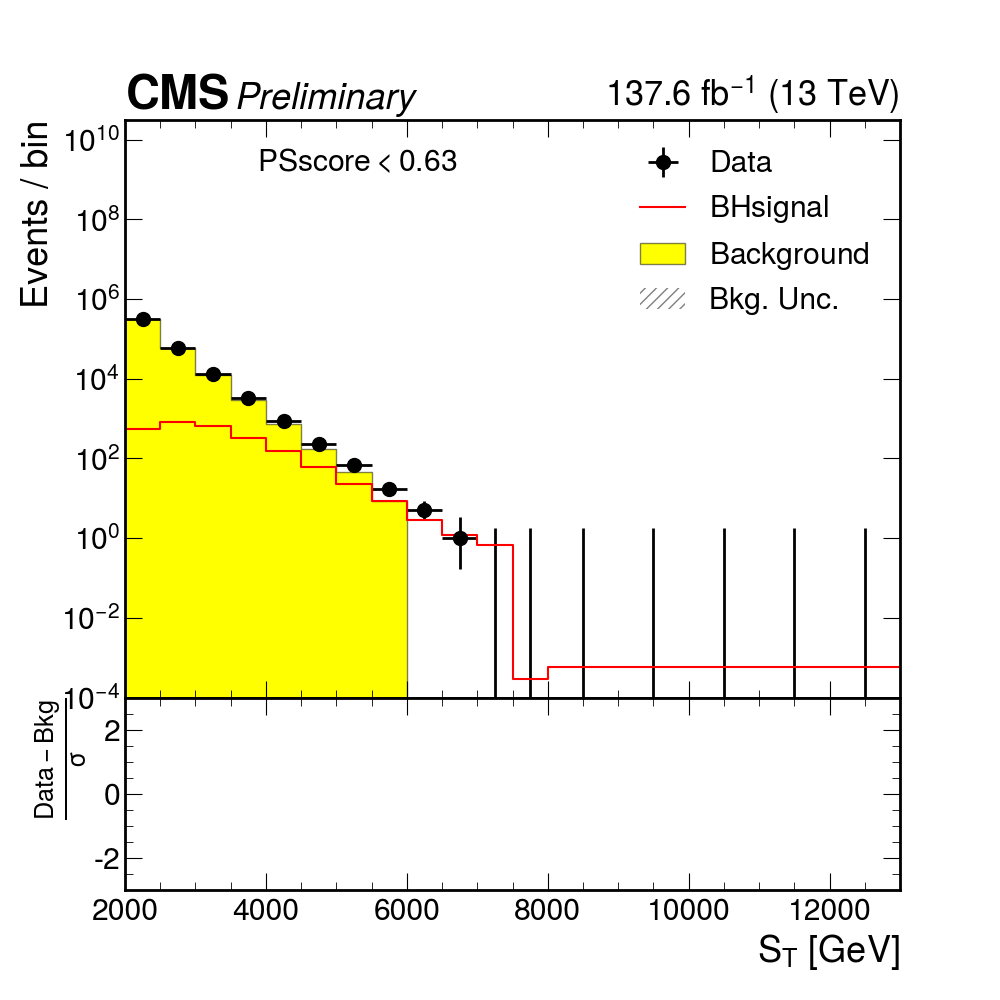 CMS Preliminary
137.6 fb⁻¹ (13 TeV)
Events / bin
PSscore < 0.63
Data
BHsignal
Background
Bkg. Unc.
10¹⁰
10⁸
10⁶
10⁴
10²
10⁰
10⁻²
10⁻⁴
Data – Bkg
σ
2
0
-2
2000 4000 6000 8000 10000 12000
S_T [GeV]